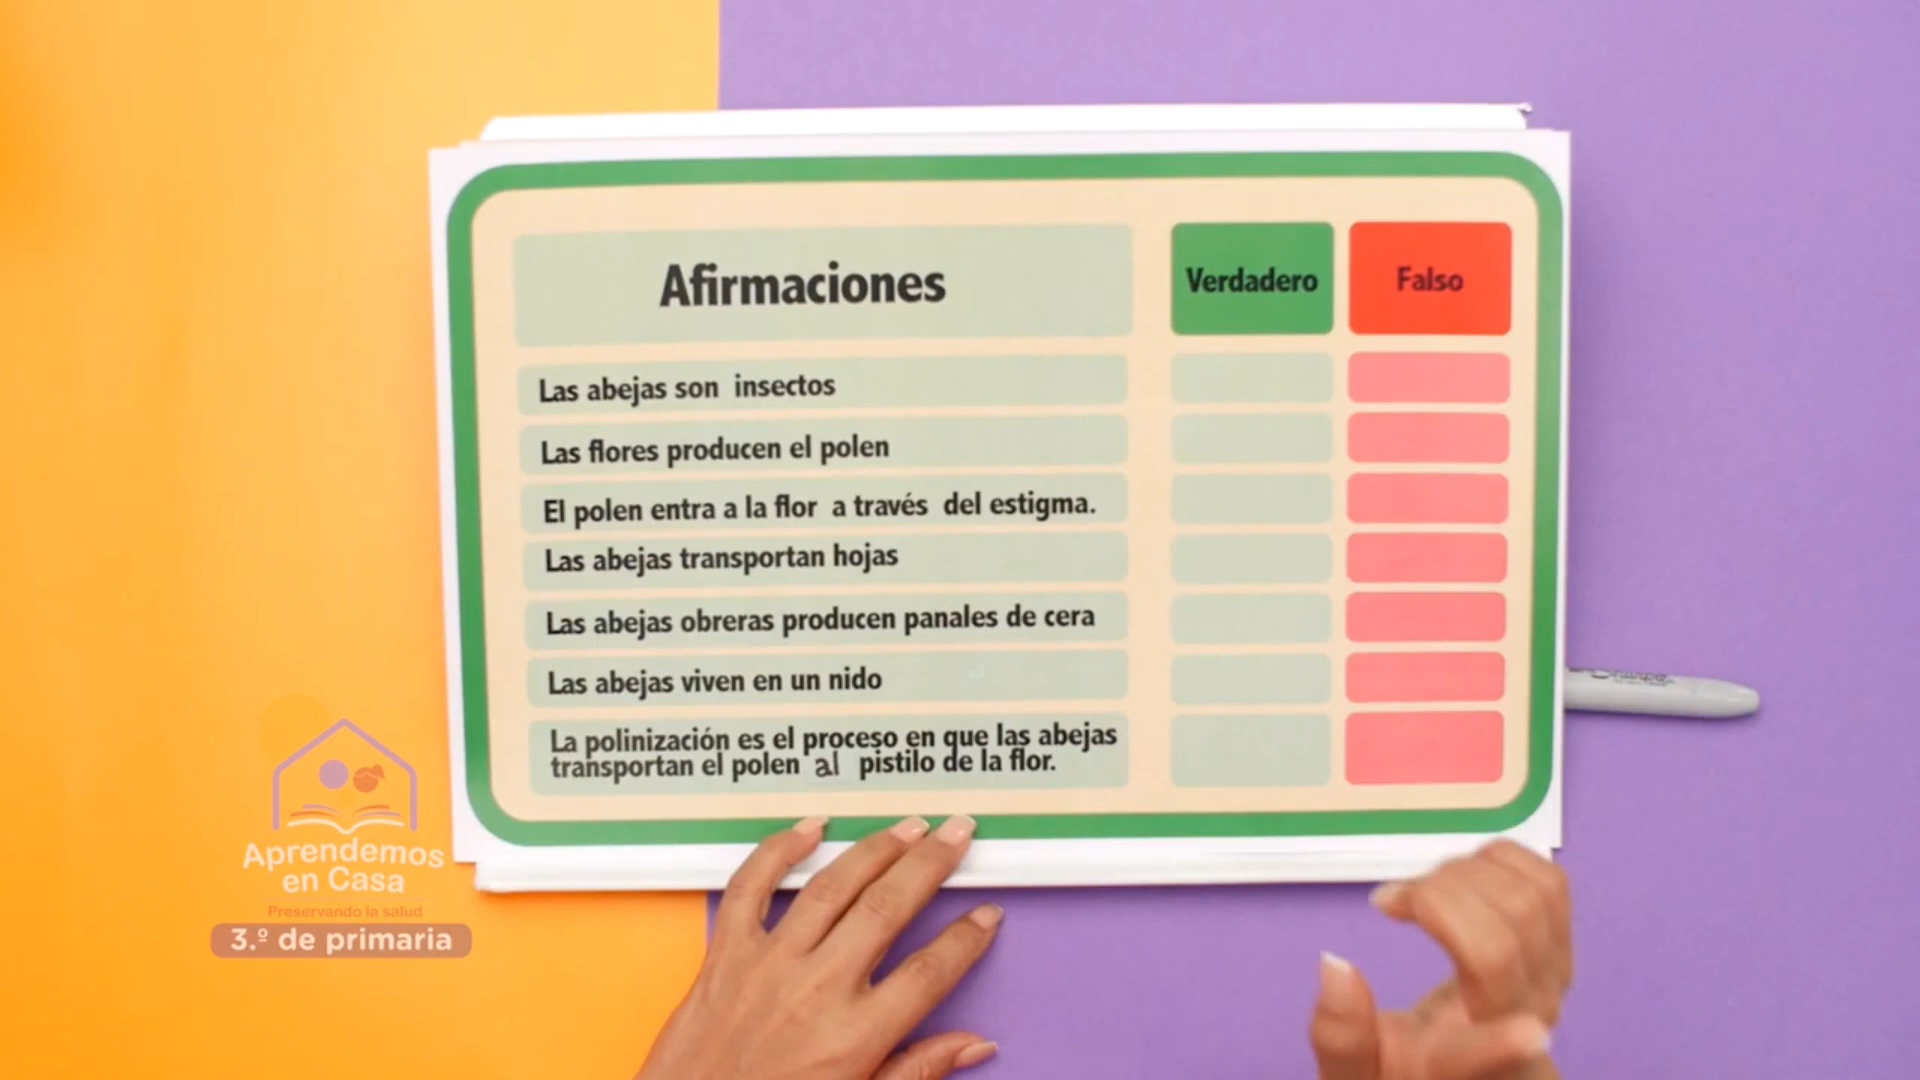 Afirmaciones
Verdadero
Falso
Las abejas son insectos
Las flores producen el polen
El polen entra a la flor a través del estigma.
Las abejas transportan hojas
Las abejas obreras producen panales de cera
Las abejas viven en un nido
La polinización es el proceso en que las abejas
transportan el polen al pistilo de la flor.
Aprendemos
en Casa
Preservando la salud
3.º de primaria